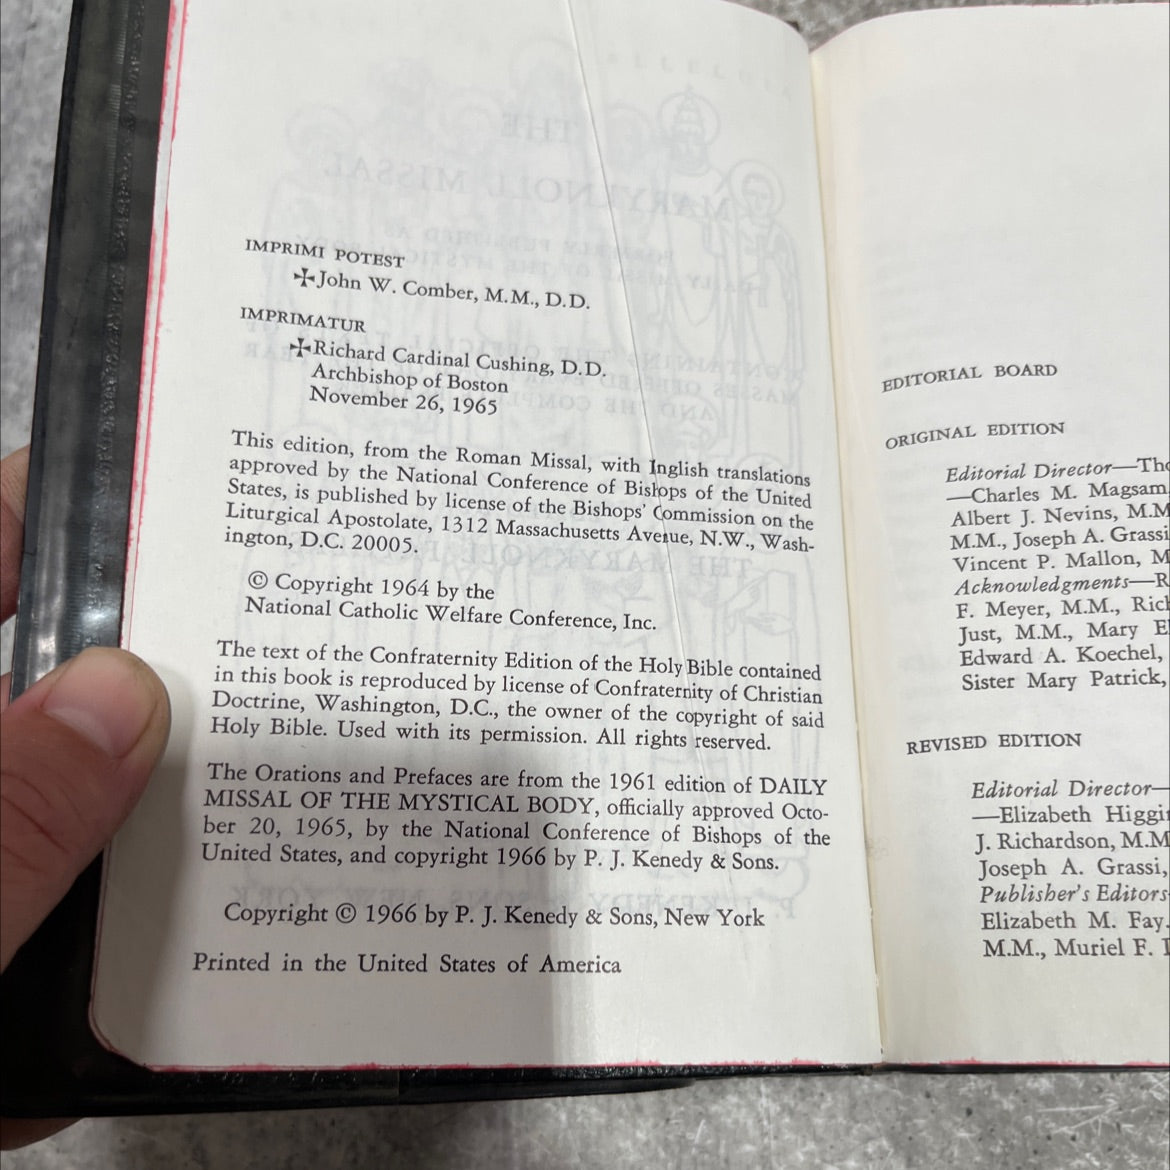 IMPRIMI POTEST
✠John W. Comber, M.M., D.D.
IMPRIMATUR
✠Richard Cardinal Cushing, D.D.
Archbishop of Boston
November 26, 1965
This edition, from the Roman Missal, with Inglish translations
approved by the National Conference of Bishops of the United
States, is published by license of the Bishops' Commission on the
Liturgical Apostolate, 1312 Massachusetts Avenue, N.W., Wash-
ington, D.C. 20005.
© Copyright 1964 by the
National Catholic Welfare Conference, Inc.
The text of the Confraternity Edition of the Holy Bible contained
in this book is reproduced by license of Confraternity of Christian
Doctrine, Washington, D.C., the owner of the copyright of said
Holy Bible. Used with its permission. All rights reserved.
The Orations and Prefaces are from the 1961 edition of DAILY
MISSAL OF THE MYSTICAL BODY, officially approved Octo-
ber 20, 1965, by the National Conference of Bishops of the
United States, and copyright 1966 by P. J. Kenedy & Sons.
Copyright © 1966 by P. J. Kenedy & Sons, New York
Printed in the United States of America
EDITORIAL BOARD
ORIGINAL EDITION
Editorial Director—Tho
—Charles M. Magsam
Albert J. Nevins, M.M
M.M., Joseph A. Grassi
Vincent P. Mallon, M
Acknowledgments—R
F. Meyer, M.M., Rich
Just, M.M., Mary El
Edward A. Koechel,
Sister Mary Patrick,
REVISED EDITION
Editorial Director—
—Elizabeth Higgi
J. Richardson, M.M
Joseph A. Grassi,
Publisher's Editors
Elizabeth M. Fay.
M.M., Muriel F.